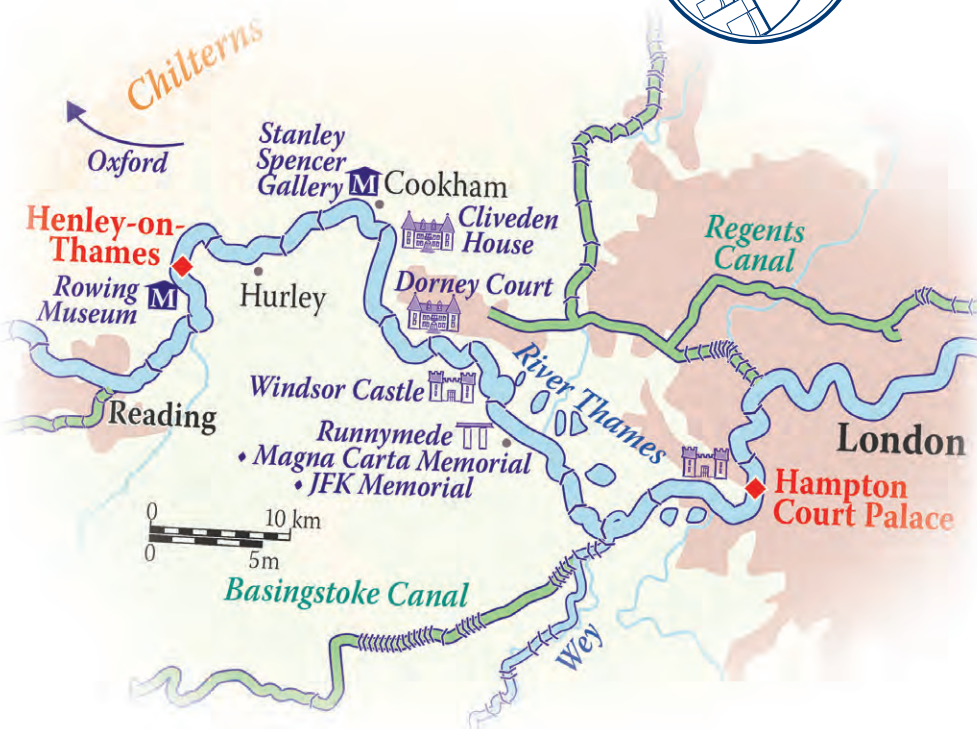 Chilterns
Oxford
Stanley
Spencer
Gallery
M
Cookham
Henley-on-
Thames
Cliveden
House
Regents
Canal
Rowing
Museum
M
Hurley
Dorney Court
River Thames
Windsor Castle
Reading
Runnymede
♦ Magna Carta Memorial
♦ JFK Memorial
London
Hampton
Court Palace
0 10 km
0 5m
Basingstoke Canal
Wey